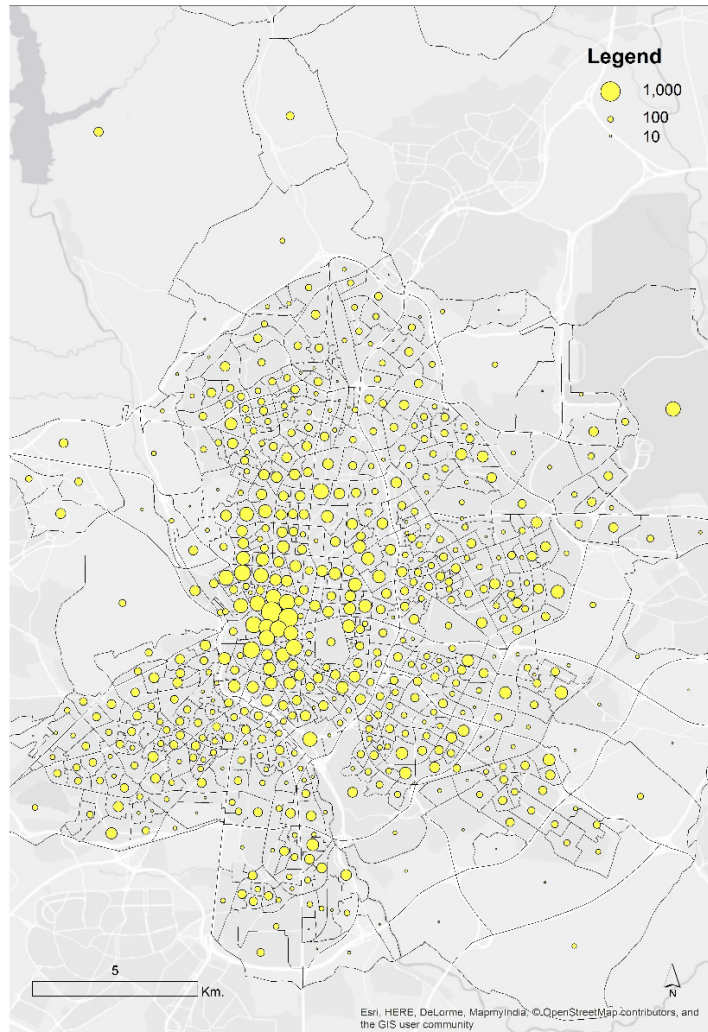 Legend
1,000
100
10
5
Km.
N
Esri, HERE, DeLorme, MapmyIndia, © OpenStreetMap contributors, and
the GIS user community